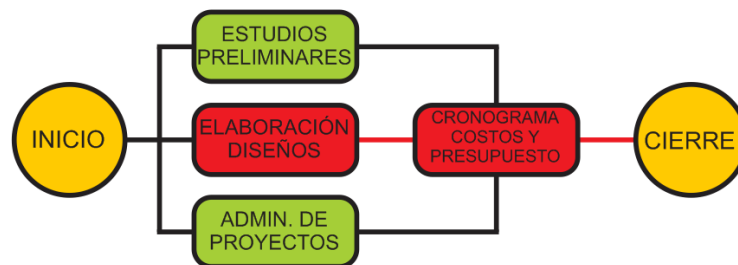 INICIO
ESTUDIOS
PRELIMINARES
ELABORACIÓN
DISEÑOS
ADMIN. DE
PROYECTOS
CRONOGRAMA
COSTOS Y
PRESUPUESTO
CIERRE